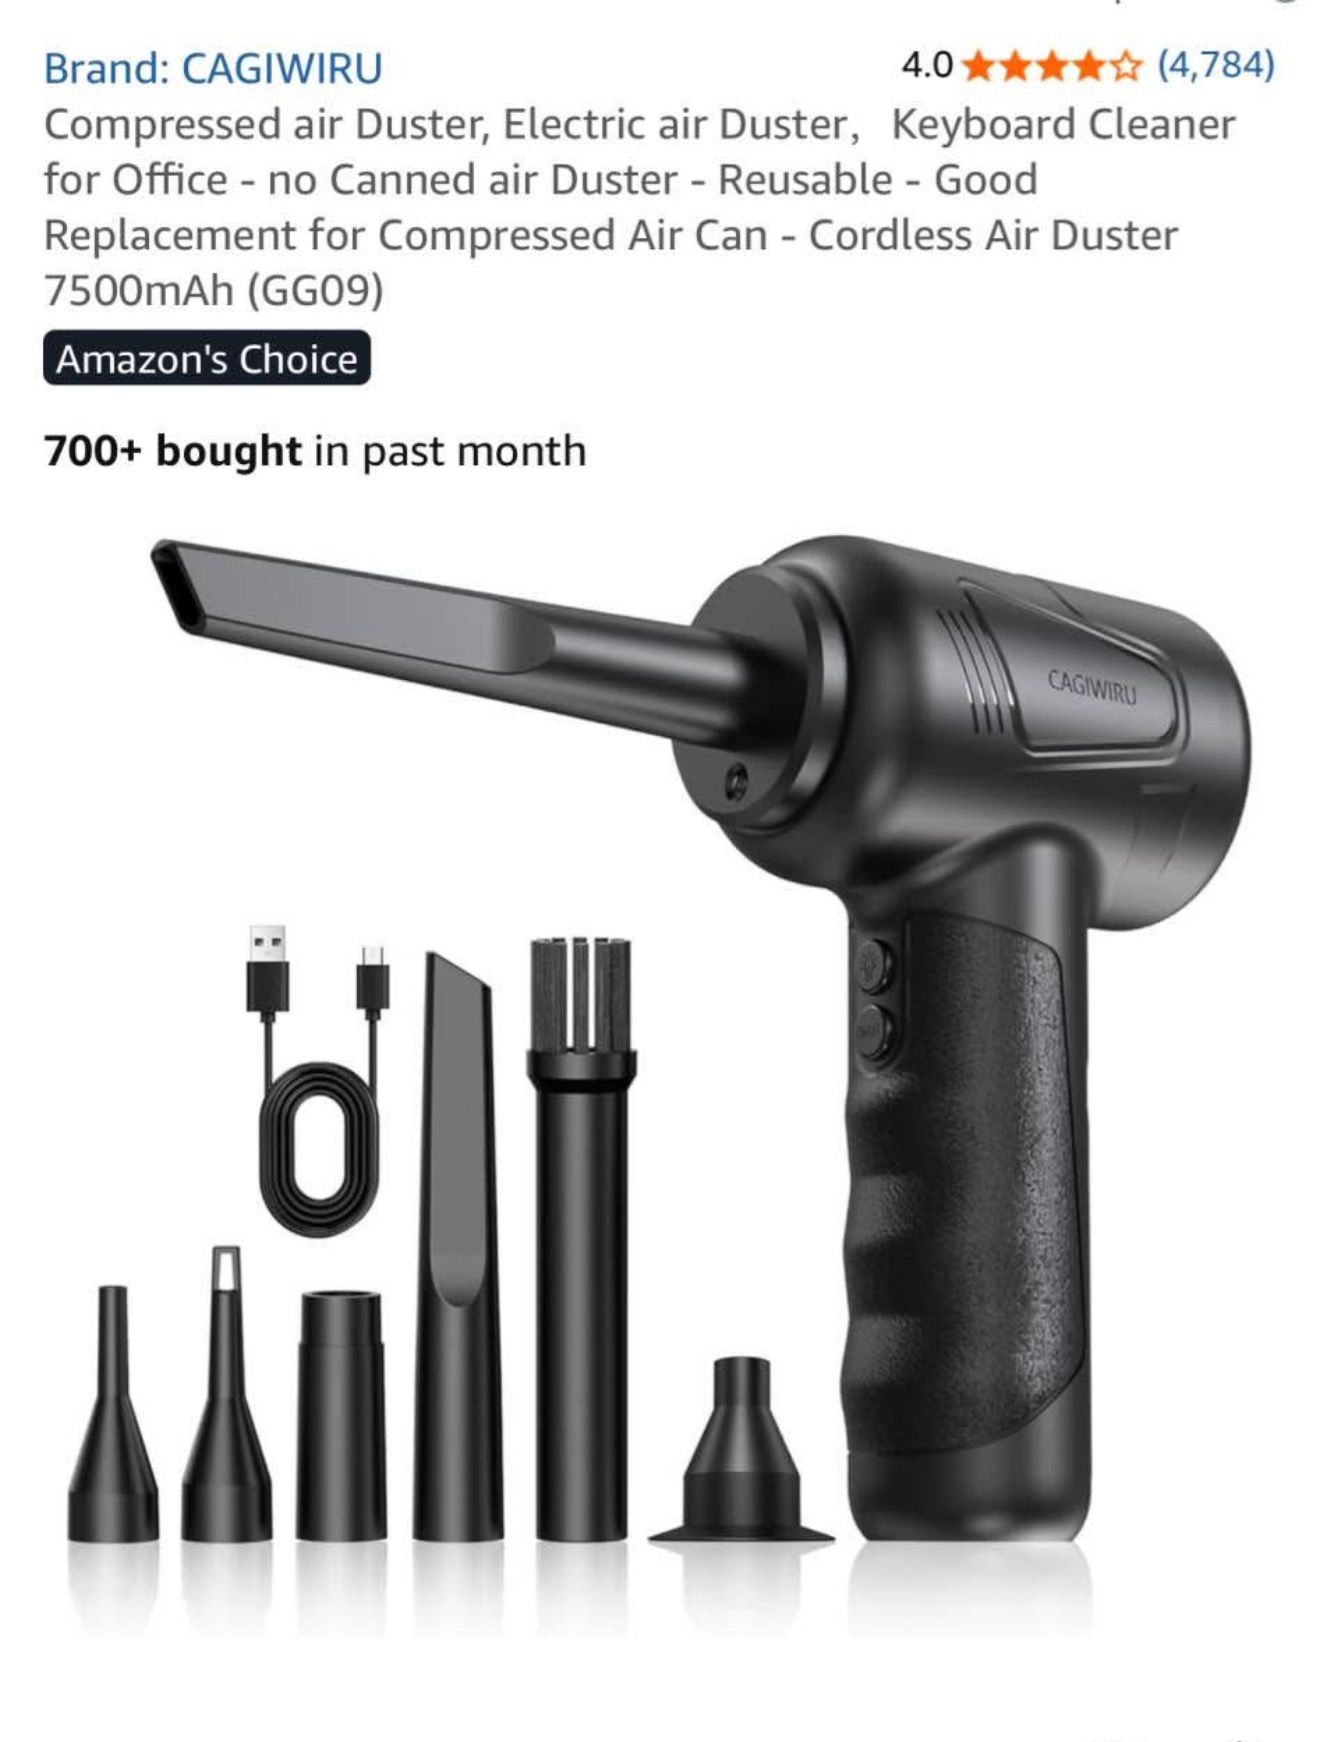 Brand: CAGIWIRU
4.0 (4,784)
Compressed air Duster, Electric air Duster, Keyboard Cleaner
for Office - no Canned air Duster - Reusable - Good
Replacement for Compressed Air Can - Cordless Air Duster
7500mAh (GG09)
Amazon's Choice
700+ bought in past month
CAGIWIRU